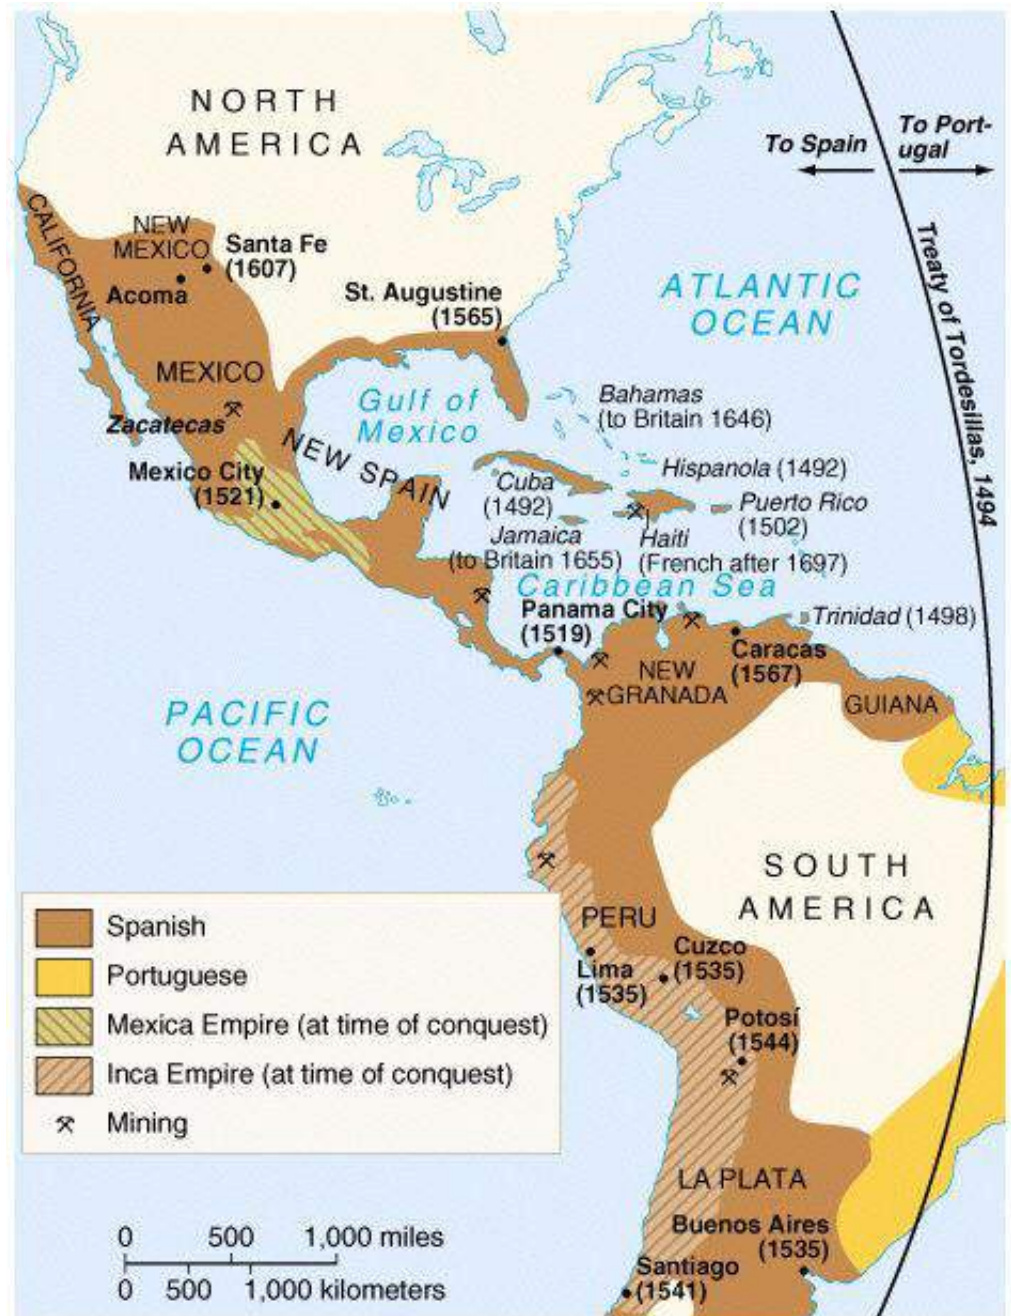 NORTH
AMERICA
To Spain
To Port-
ugal
CALIFORNIA
NEW
MEXICO
Santa Fe
(1607)
Acoma
St. Augustine
(1565)
ATLANTIC
OCEAN
Treaty of Tordesillas, 1494
MEXICO
Zacatecas
Gulf of
Mexico
Bahamas
(to Britain 1646)
NEW SPAIN
Mexico City
(1521)
Cuba
(1492)
Hispanola (1492)
Puerto Rico
(1502)
Jamaica
(to Britain 1655)
Haiti
(French after 1697)
Caribbean Sea
Panama City
(1519)
Trinidad (1498)
Caracas
(1567)
NEW
GRANADA
GUIANA
PACIFIC
OCEAN
SOUTH
AMERICA
PERU
Cuzco
(1535)
Lima
(1535)
Potosí
(1544)
Spanish
Portuguese
Mexica Empire (at time of conquest)
Inca Empire (at time of conquest)
Mining
LA PLATA
Buenos Aires
(1535)
Santiago
(1541)
0 500 1,000 miles
0 500 1,000 kilometers